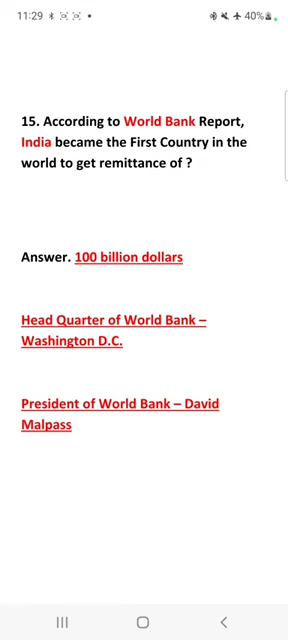 11:29
40%
15. According to World Bank Report,
India became the First Country in the
world to get remittance of ?
Answer. 100 billion dollars
Head Quarter of World Bank –
Washington D.C.
President of World Bank – David
Malpass